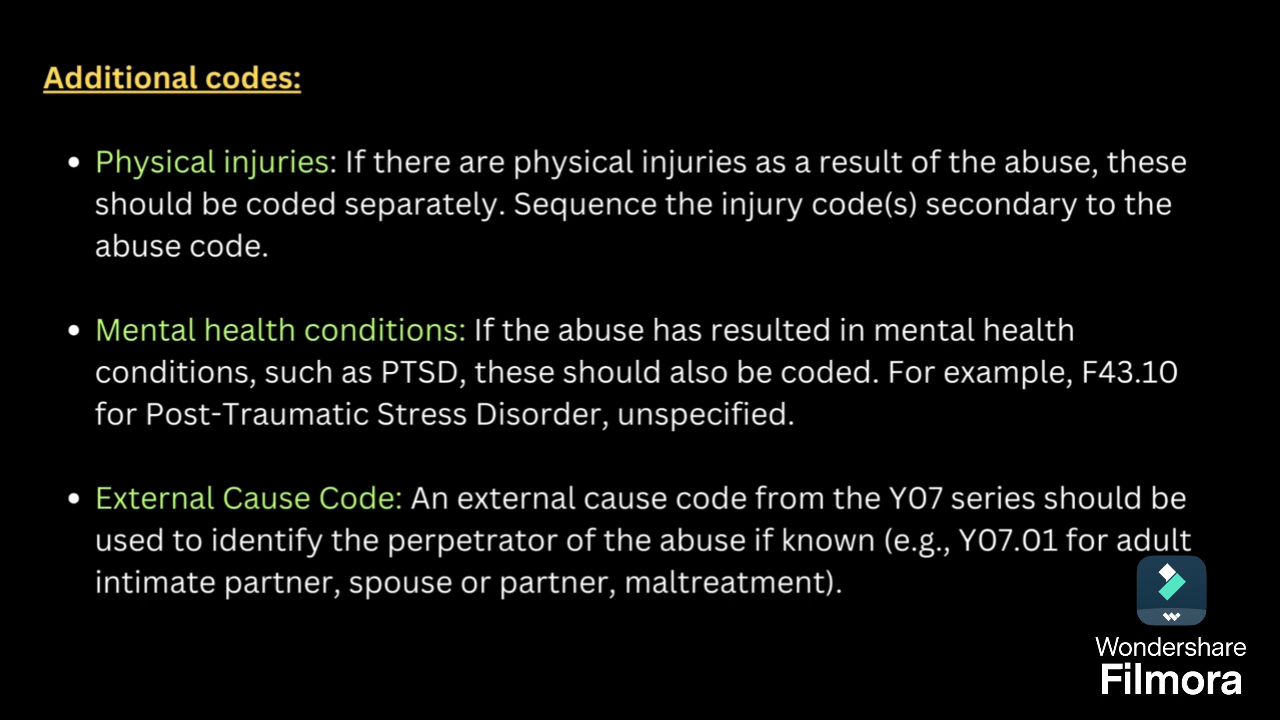 Additional codes:
• Physical injuries: If there are physical injuries as a result of the abuse, these
should be coded separately. Sequence the injury code(s) secondary to the
abuse code.
• Mental health conditions: If the abuse has resulted in mental health
conditions, such as PTSD, these should also be coded. For example, F43.10
for Post-Traumatic Stress Disorder, unspecified.
• External Cause Code: An external cause code from the Y07 series should be
used to identify the perpetrator of the abuse if known (e.g., Y07.01 for adult
intimate partner, spouse or partner, maltreatment).
Wondershare
Filmora